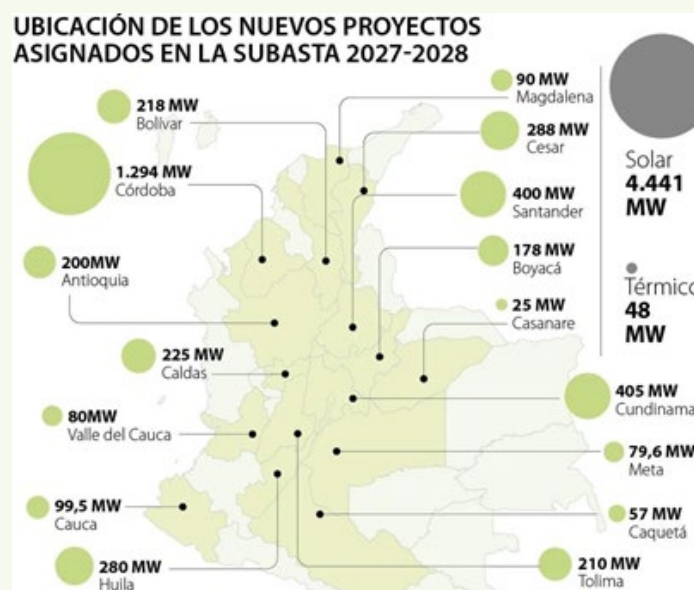 UBICACIÓN DE LOS NUEVOS PROYECTOS
ASIGNADOS EN LA SUBASTA 2027-2028
218 MW
Bolívar
1.294 MW
Córdoba
200MW
Antioquia
225 MW
Caldas
80MW
Valle del Cauca
99,5 MW
Cauca
280 MW
Huila
90 MW
Magdalena
288 MW
Cesar
400 MW
Santander
178 MW
Boyacá
25 MW
Casanare
405 MW
Cundinama
79,6 MW
Meta
57 MW
Caquetá
210 MW
Tolima
Solar
4.441
MW
Térmico
48
MW